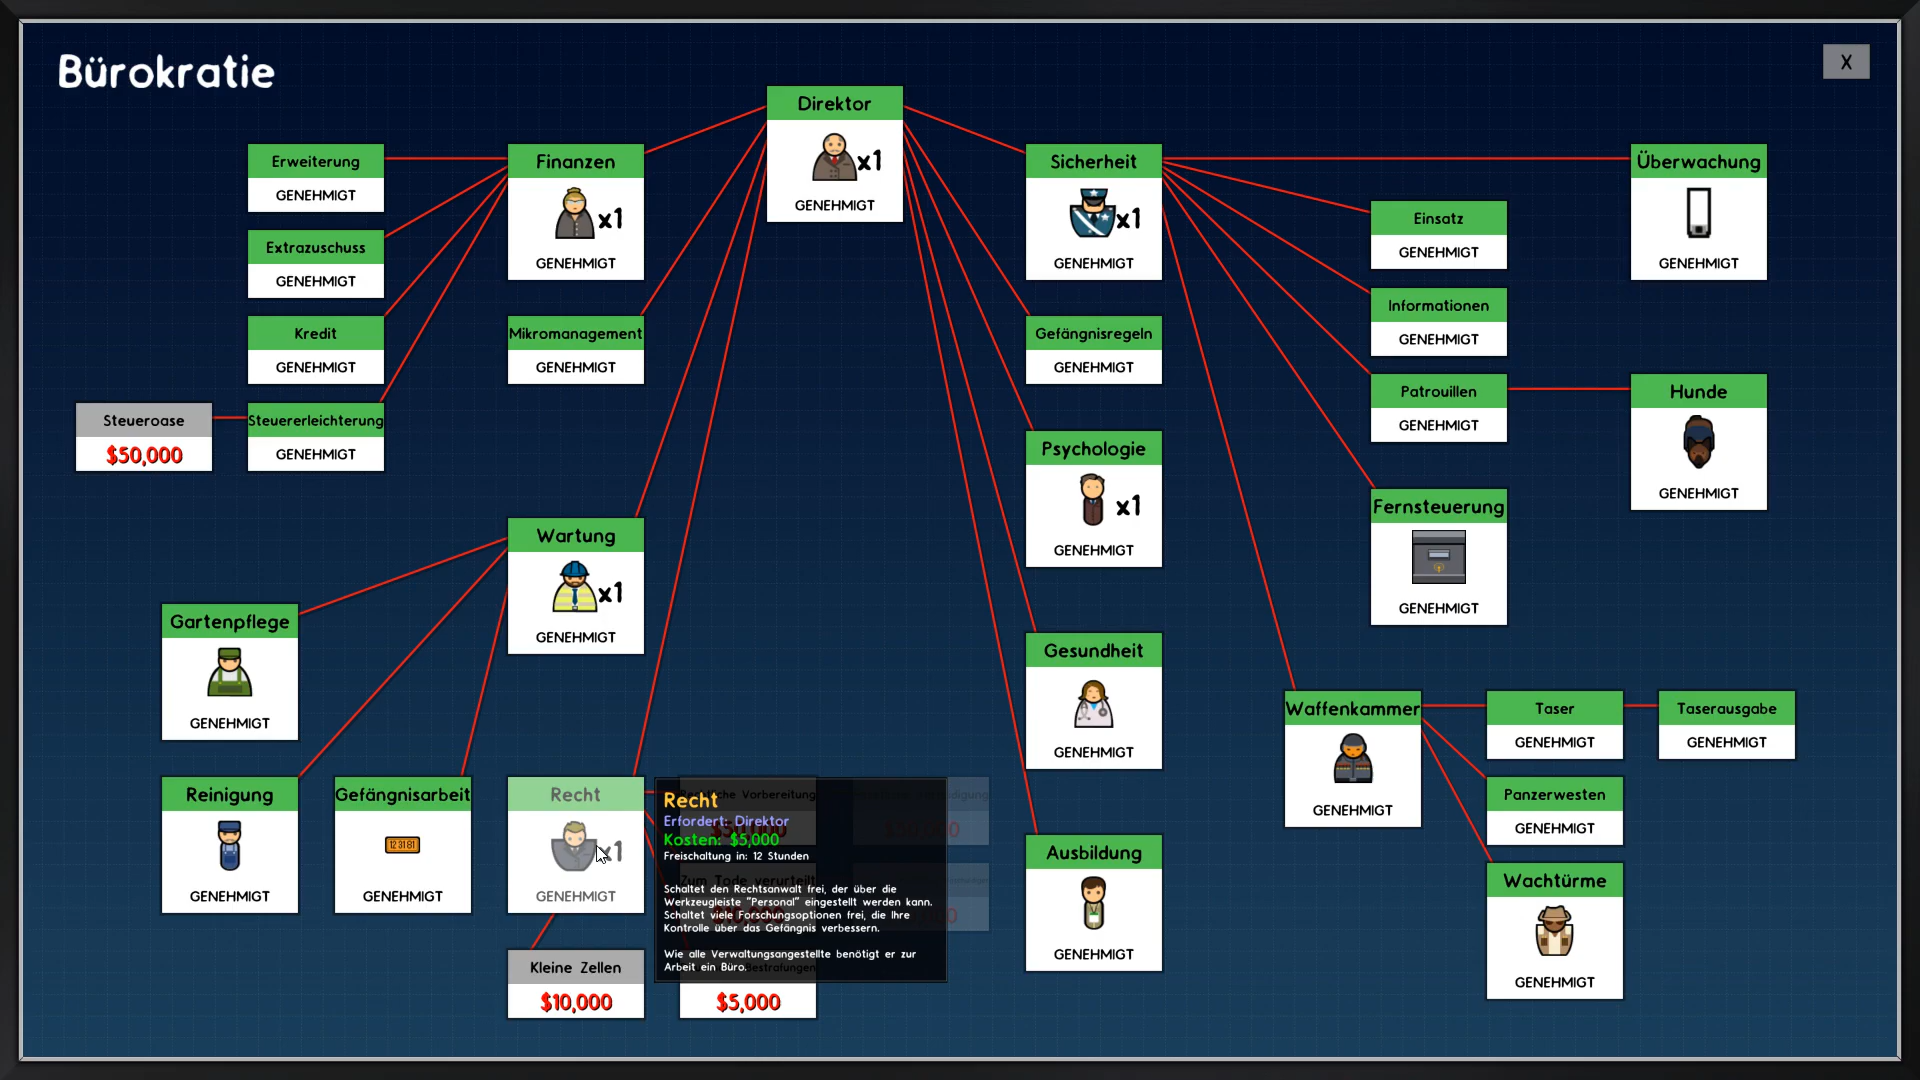 Bürokratie
X
Direktor
x1
GENEHMIGT
Erweiterung
GENEHMIGT
Finanzen
x1
GENEHMIGT
Sicherheit
x1
GENEHMIGT
Überwachung
GENEHMIGT
Extrazuschuss
GENEHMIGT
Einsatz
GENEHMIGT
Kredit
GENEHMIGT
Mikromanagement
GENEHMIGT
Gefängnisregeln
GENEHMIGT
Informationen
GENEHMIGT
Steueroase
$50,000
Steuererleichterung
GENEHMIGT
Patrouillen
GENEHMIGT
Hunde
GENEHMIGT
Psychologie
x1
GENEHMIGT
Fernsteuerung
GENEHMIGT
Wartung
x1
GENEHMIGT
Gartenpflege
GENEHMIGT
Gesundheit
GENEHMIGT
Waffenkammer
GENEHMIGT
Taser
GENEHMIGT
Taserausgabe
GENEHMIGT
Reinigung
GENEHMIGT
Gefängnisarbeit
12 31 81
GENEHMIGT
Recht
x1
GENEHMIGT
Recht
Erfordert: Direktor
Kosten: $5,000
Freischaltung in: 12 Stunden
Schaltet den Rechtsanwalt frei, der über die
Werkzeugleiste "Personal" eingestellt werden kann.
Schaltet viele Forschungsoptionen frei, die Ihre
Kontrolle über das Gefängnis verbessern.
Wie alle Verwaltungsangestellte benötigt er zur
Arbeit ein Büro.
Zum Tode verurteilt
Panzerwesten
GENEHMIGT
Ausbildung
GENEHMIGT
Wachtürme
GENEHMIGT
Kleine Zellen
$10,000
$5,000